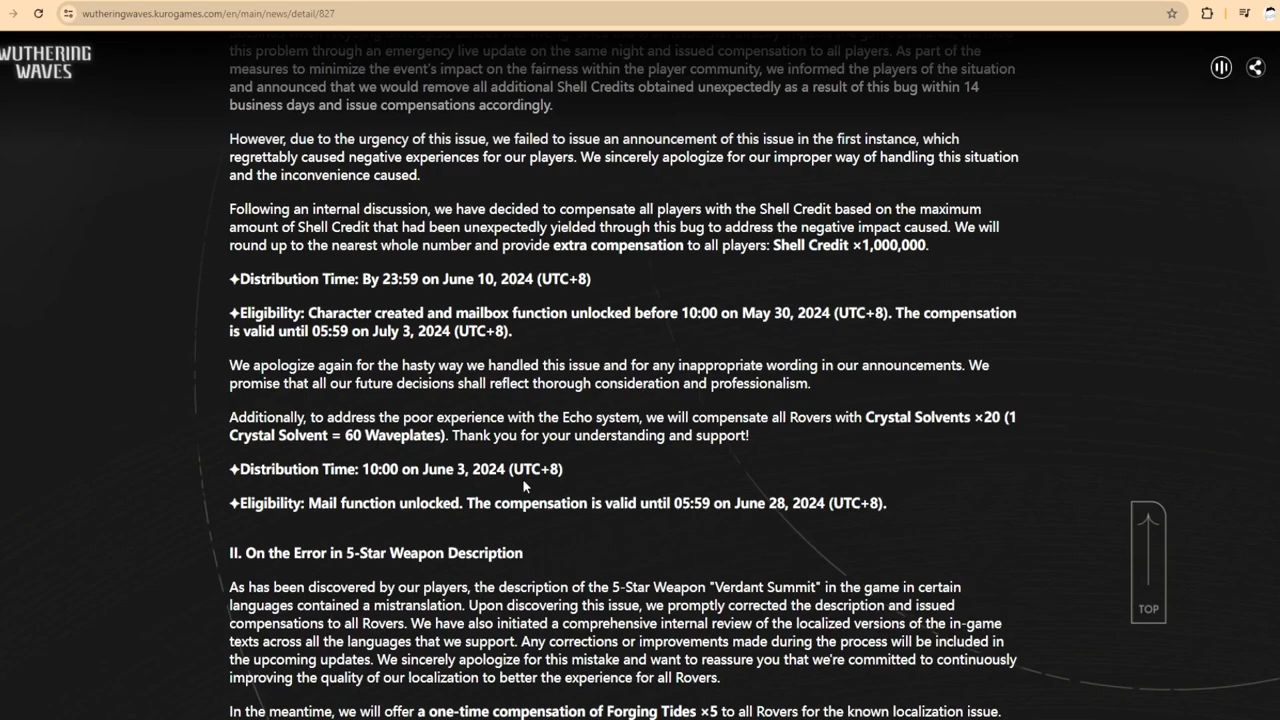 wutheringwaves.kurogames.com/en/main/news/detail/827
WUTHERING
WAVES
this problem through an emergency live update on the same night and issued compensation to all players. As part of the
measures to minimize the event's impact on the fairness within the player community, we informed the players of the situation
and announced that we would remove all additional Shell Credits obtained unexpectedly as a result of this bug within 14
business days and issue compensations accordingly.
However, due to the urgency of this issue, we failed to issue an announcement of this issue in the first instance, which
regrettably caused negative experiences for our players. We sincerely apologize for our improper way of handling this situation
and the inconvenience caused.
Following an internal discussion, we have decided to compensate all players with the Shell Credit based on the maximum
amount of Shell Credit that had been unexpectedly yielded through this bug to address the negative impact caused. We will
round up to the nearest whole number and provide extra compensation to all players: Shell Credit ×1,000,000.
✦Distribution Time: By 23:59 on June 10, 2024 (UTC+8)
✦Eligibility: Character created and mailbox function unlocked before 10:00 on May 30, 2024 (UTC+8). The compensation
is valid until 05:59 on July 3, 2024 (UTC+8).
We apologize again for the hasty way we handled this issue and for any inappropriate wording in our announcements. We
promise that all our future decisions shall reflect thorough consideration and professionalism.
Additionally, to address the poor experience with the Echo system, we will compensate all Rovers with Crystal Solvents ×20 (1
Crystal Solvent = 60 Waveplates). Thank you for your understanding and support!
✦Distribution Time: 10:00 on June 3, 2024 (UTC+8)
✦Eligibility: Mail function unlocked. The compensation is valid until 05:59 on June 28, 2024 (UTC+8).
II. On the Error in 5-Star Weapon Description
As has been discovered by our players, the description of the 5-Star Weapon "Verdant Summit" in the game in certain
languages contained a mistranslation. Upon discovering this issue, we promptly corrected the description and issued
compensations to all Rovers. We have also initiated a comprehensive internal review of the localized versions of the in-game
texts across all the languages that we support. Any corrections or improvements made during the process will be included in
the upcoming updates. We sincerely apologize for this mistake and want to reassure you that we're committed to continuously
improving the quality of our localization to better the experience for all Rovers.
In the meantime, we will offer a one-time compensation of Forging Tides ×5 to all Rovers for the known localization issue.
TOP